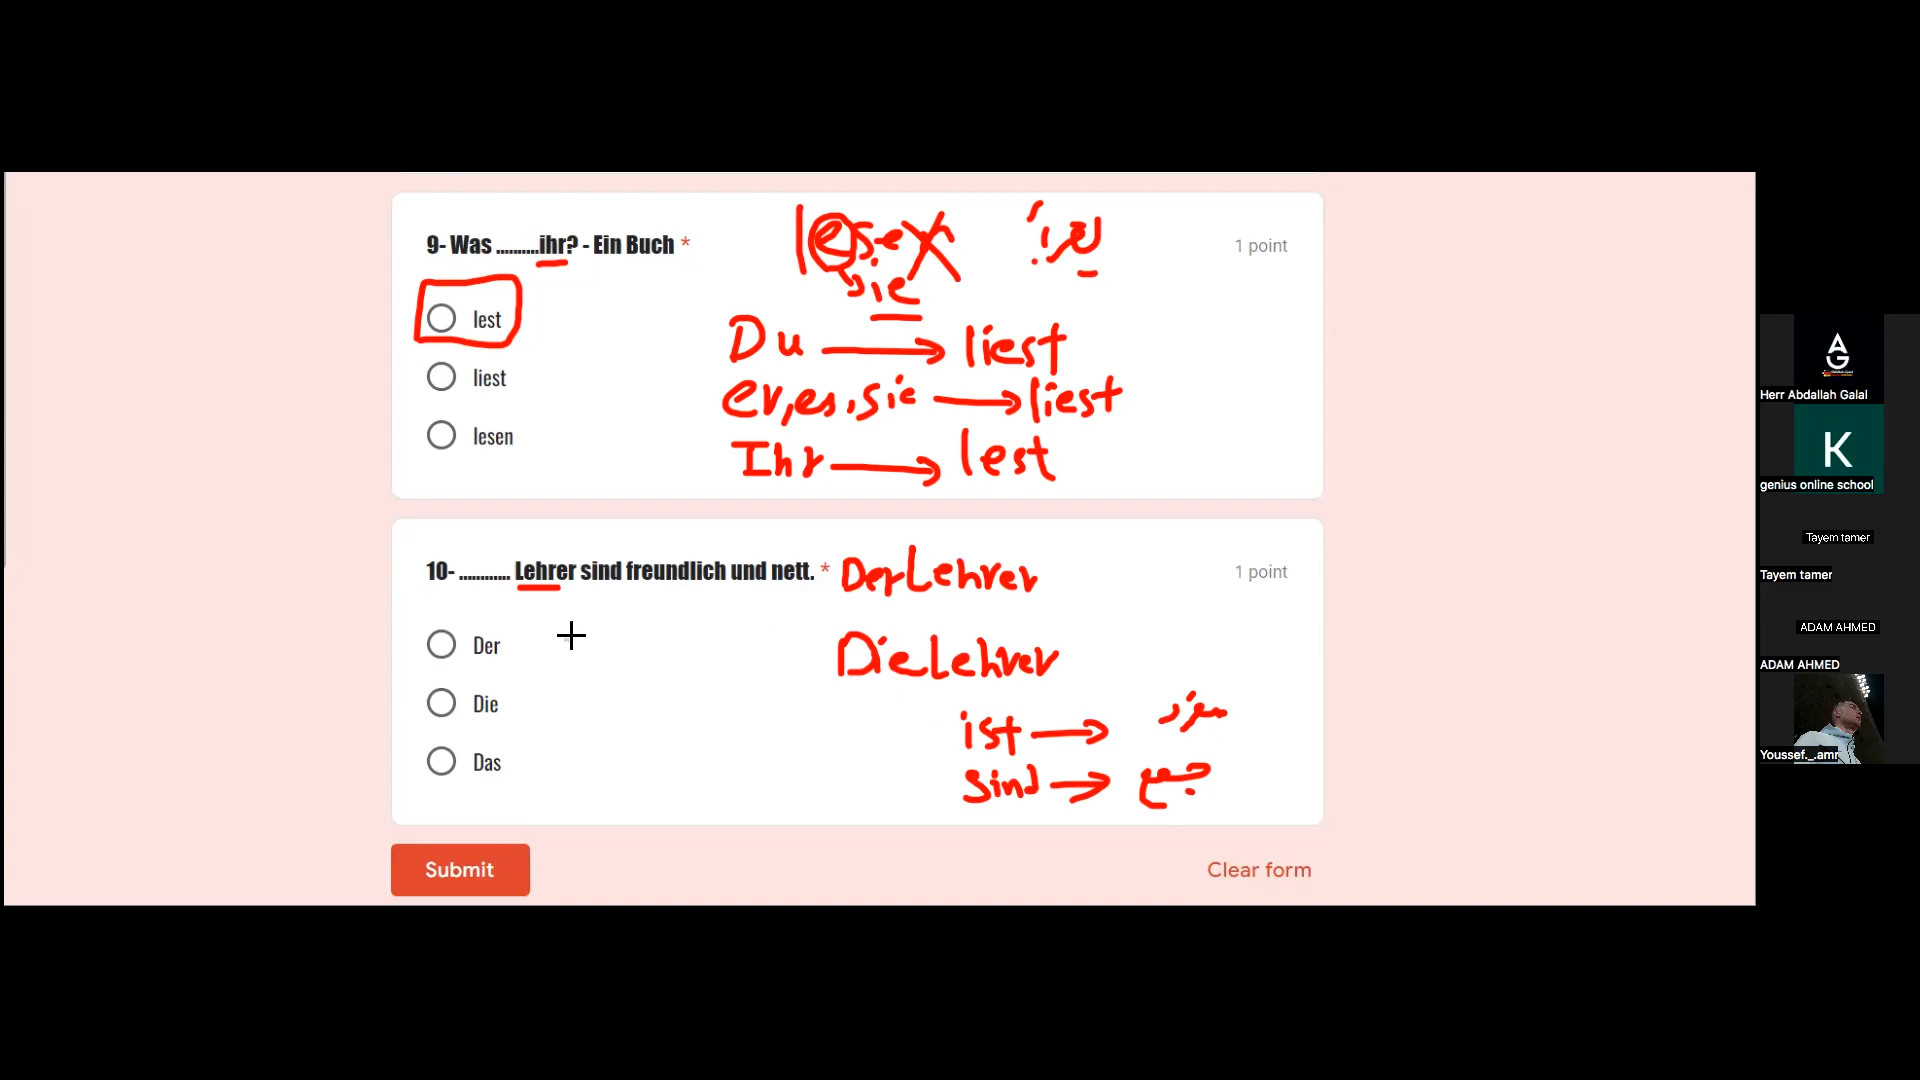 9- Was .........ihr? - Ein Buch *
1 point
lesen
يقرأ
sie
lest
liest
lesen
Du → liest
er, es, sie → liest
Ihr → lest
10- ............ Lehrer sind freundlich und nett. *
1 point
Der Lehrer
Die Lehrer
Der
Die
Das
ist → مفرد
sind → جمع
Submit
Clear form
AG
Herr Abdallah Galal
K
genius online school
Tayem tamer
Tayem tamer
ADAM AHMED
ADAM AHMED
Youssef._.amr